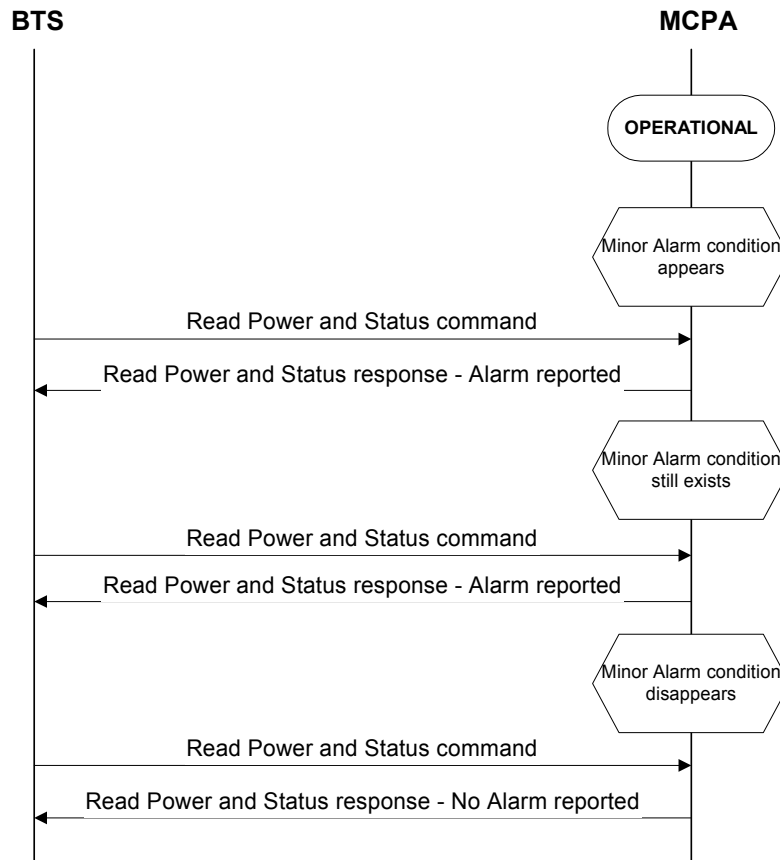 BTS
MCPA
OPERATIONAL
Minor Alarm condition
appears
Read Power and Status command
Read Power and Status response - Alarm reported
Minor Alarm condition
still exists
Read Power and Status command
Read Power and Status response - Alarm reported
Minor Alarm condition
disappears
Read Power and Status command
Read Power and Status response - No Alarm reported